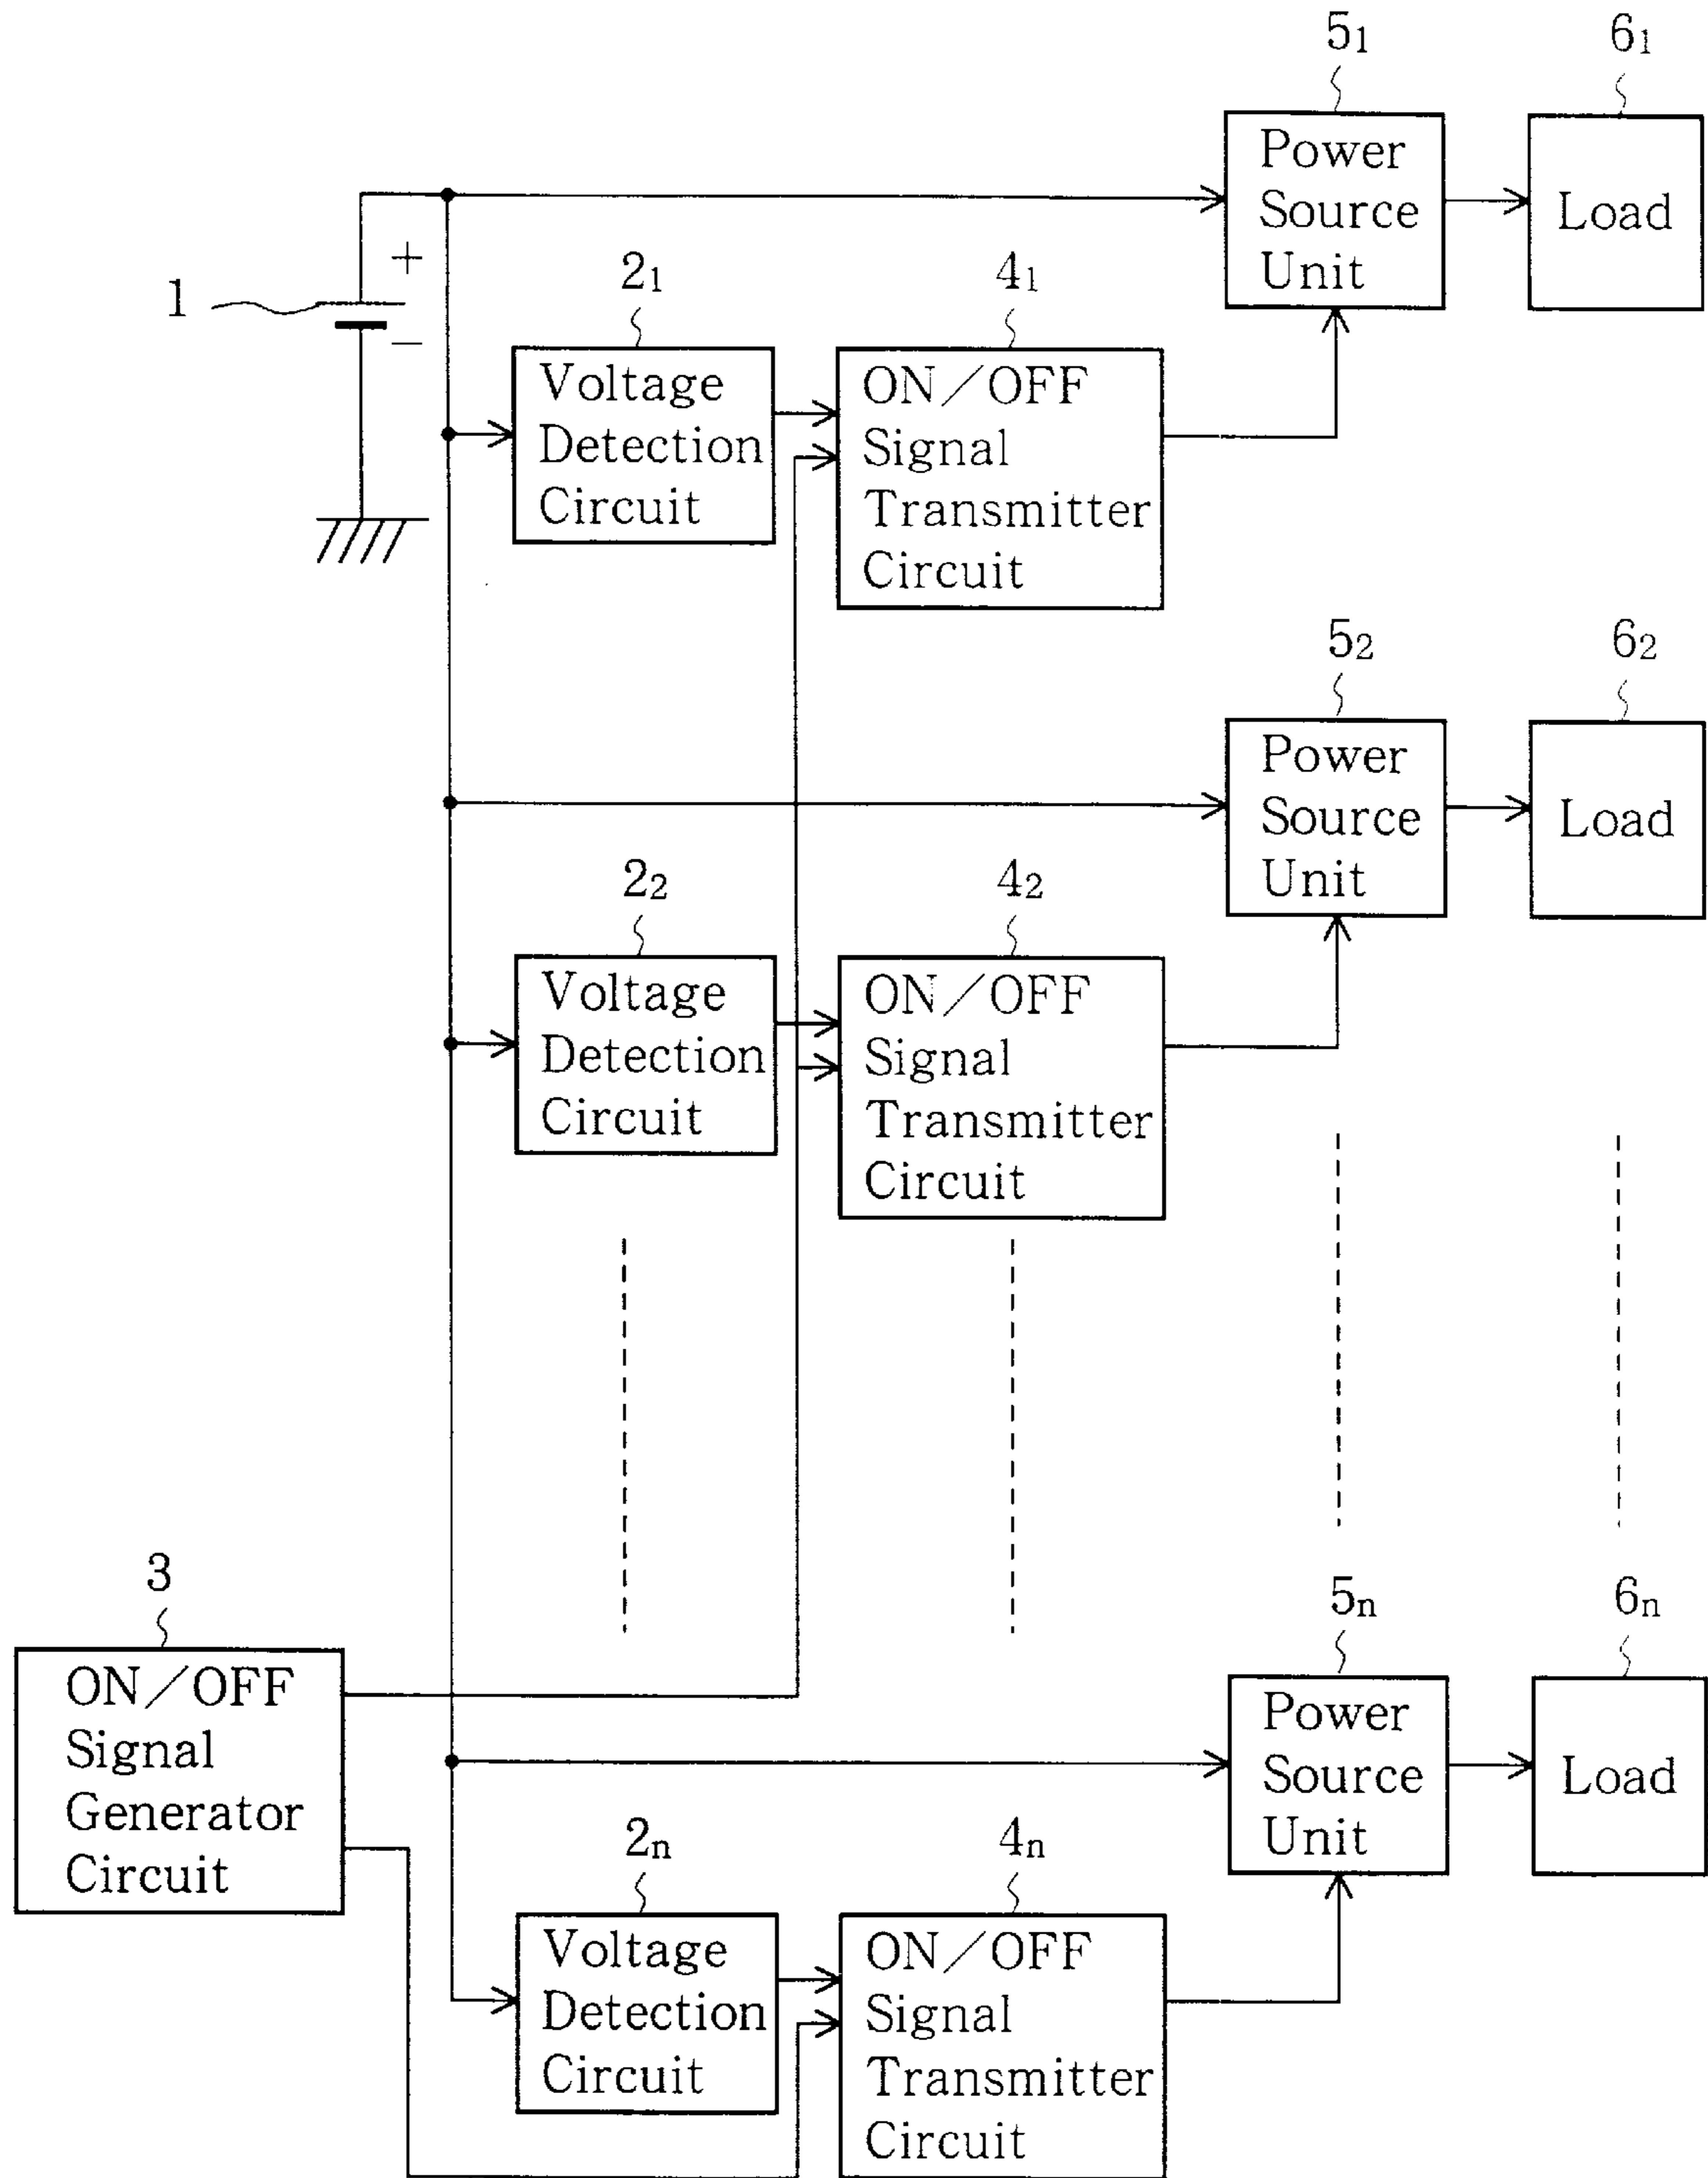 5₁
6₁
Power
Source
Unit
Load
1
+
−
2₁
4₁
Voltage
Detection
Circuit
ON／OFF
Signal
Transmitter
Circuit
5₂
6₂
Power
Source
Unit
Load
2₂
4₂
Voltage
Detection
Circuit
ON／OFF
Signal
Transmitter
Circuit
3
ON／OFF
Signal
Generator
Circuit
5n
6n
Power
Source
Unit
Load
2n
4n
Voltage
Detection
Circuit
ON／OFF
Signal
Transmitter
Circuit